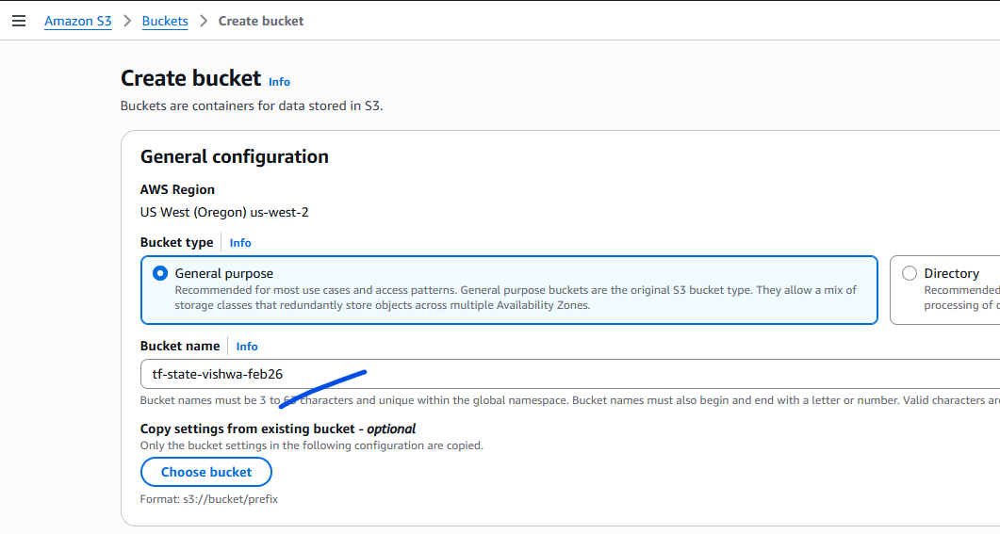 Amazon S3 > Buckets > Create bucket
Create bucket Info
Buckets are containers for data stored in S3.
General configuration
AWS Region
US West (Oregon) us-west-2
Bucket type Info
General purpose
Recommended for most use cases and access patterns. General purpose buckets are the original S3 bucket type. They allow a mix of
storage classes that redundantly store objects across multiple Availability Zones.
Directory
Recommended
processing of
Bucket name Info
tf-state-vishwa-feb26
Bucket names must be 3 to 63 characters and unique within the global namespace. Bucket names must also begin and end with a letter or number. Valid characters are
Copy settings from existing bucket - optional
Only the bucket settings in the following configuration are copied.
Choose bucket
Format: s3://bucket/prefix